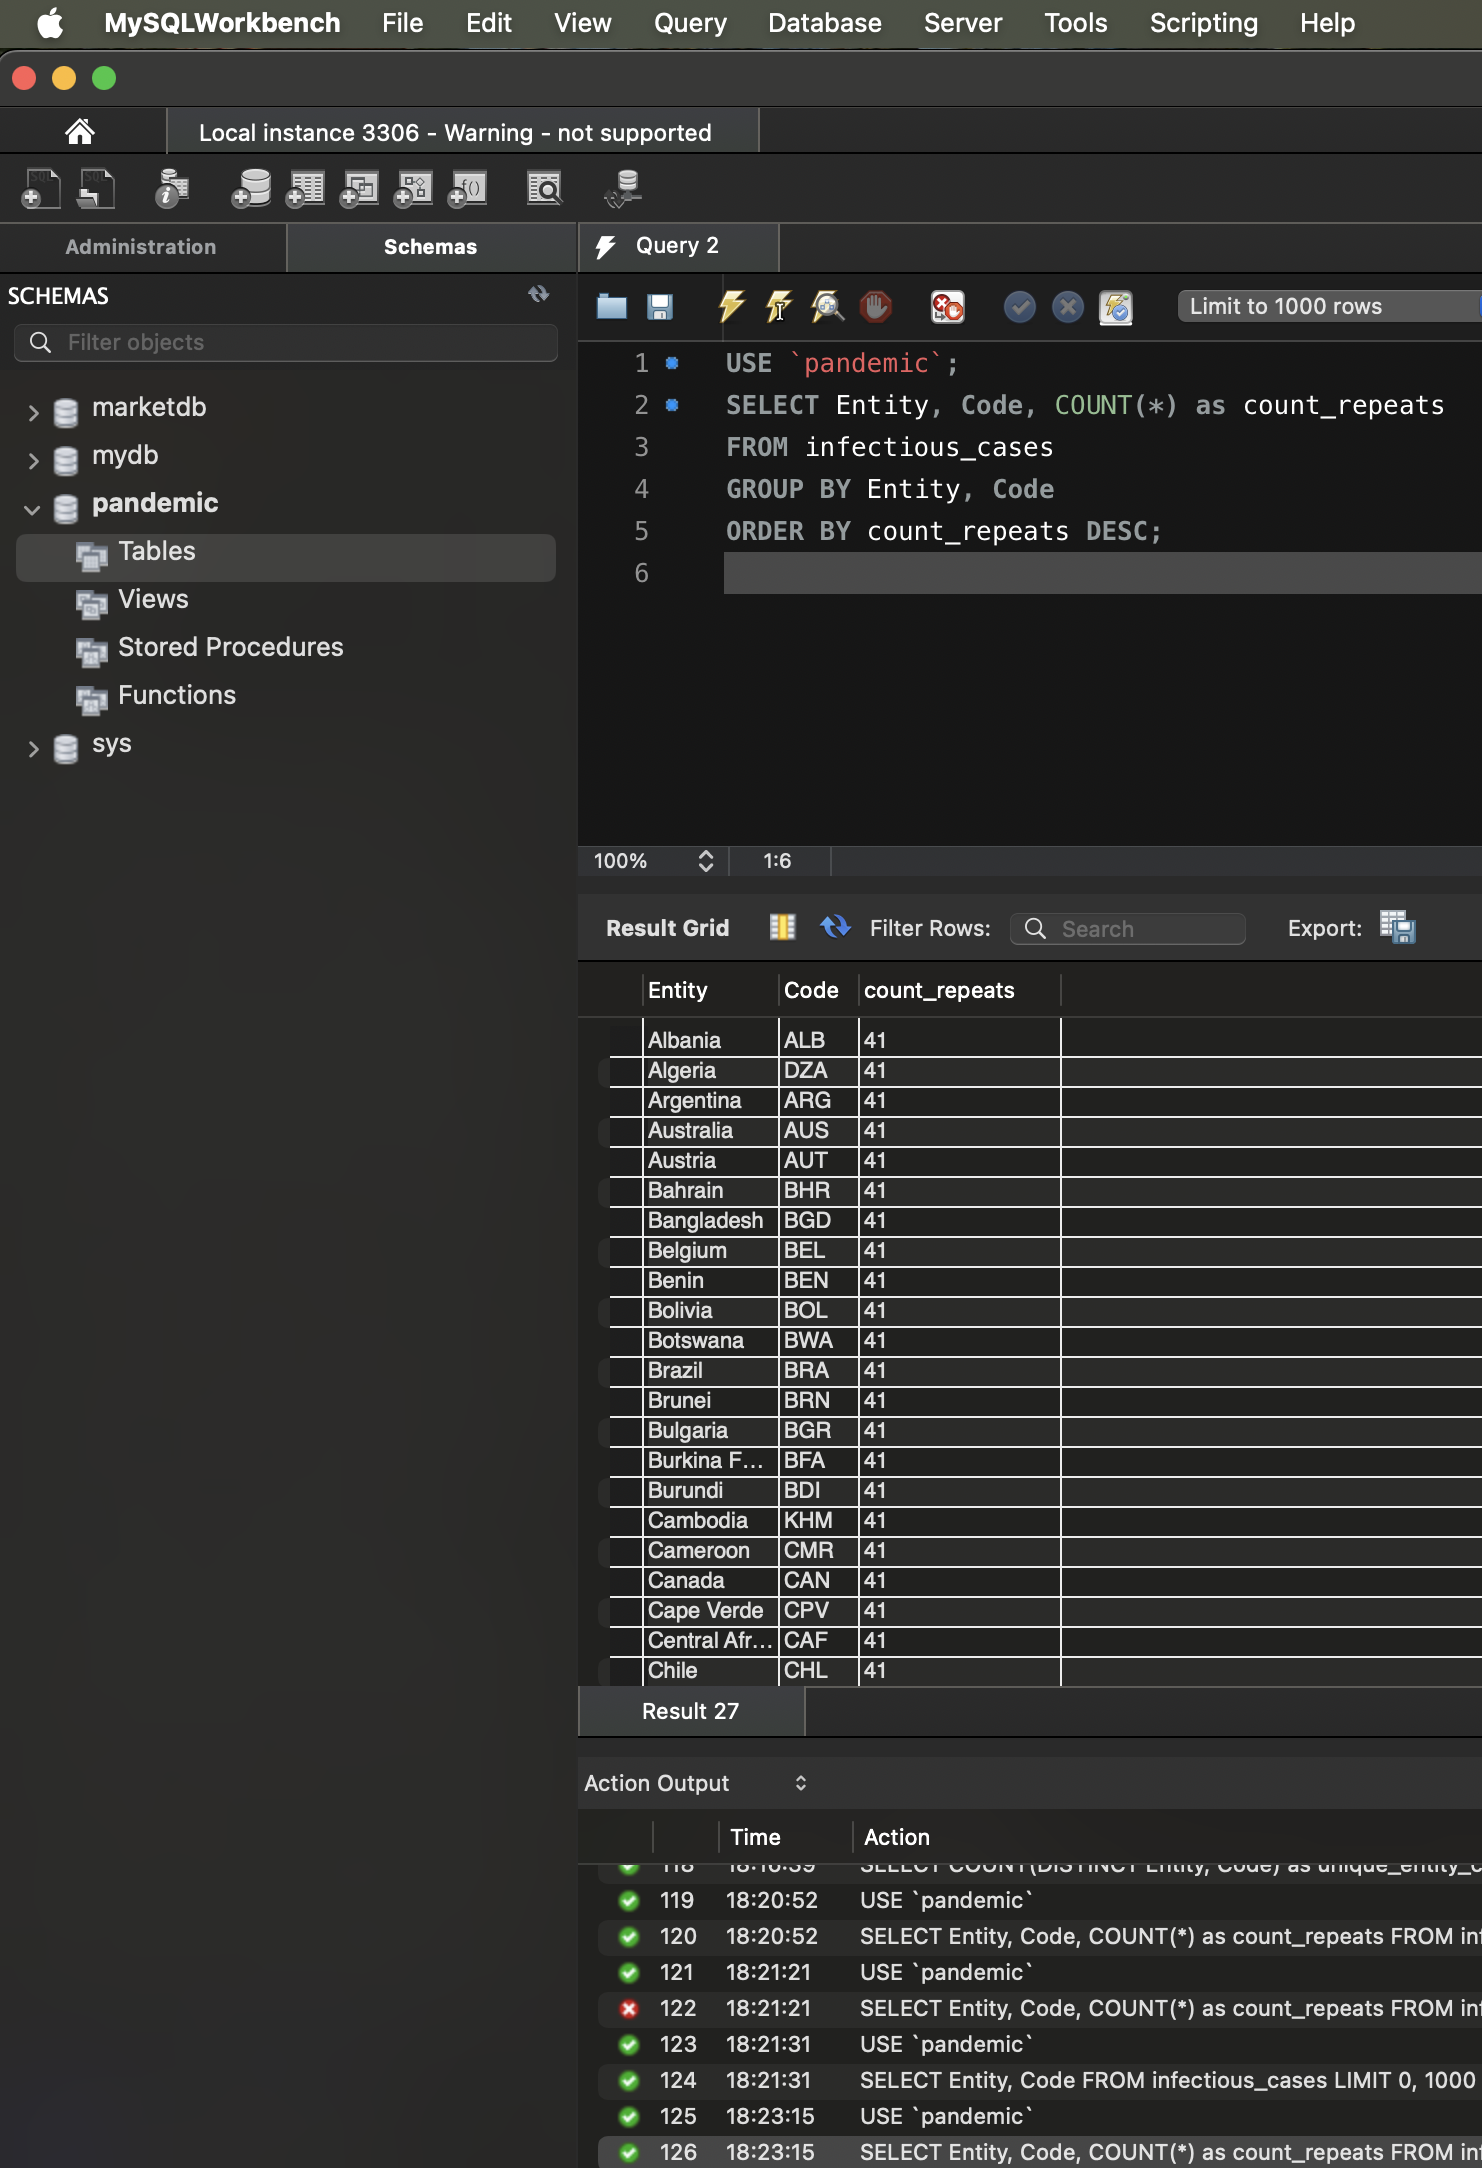 MySQLWorkbench File Edit View Query Database Server Tools Scripting Help
Local instance 3306 - Warning - not supported
Administration Schemas Query 2
SCHEMAS
Filter objects
marketdb
mydb
pandemic
Tables
Views
Stored Procedures
Functions
sys
Limit to 1000 rows
1 USE `pandemic`;
2 SELECT Entity, Code, COUNT(*) as count_repeats
3 FROM infectious_cases
4 GROUP BY Entity, Code
5 ORDER BY count_repeats DESC;
6
100% 1:6
Result Grid Filter Rows: Search Export:
Entity Code count_repeats
Albania ALB 41
Algeria DZA 41
Argentina ARG 41
Australia AUS 41
Austria AUT 41
Bahrain BHR 41
Bangladesh BGD 41
Belgium BEL 41
Benin BEN 41
Bolivia BOL 41
Botswana BWA 41
Brazil BRA 41
Brunei BRN 41
Bulgaria BGR 41
Burkina F... BFA 41
Burundi BDI 41
Cambodia KHM 41
Cameroon CMR 41
Canada CAN 41
Cape Verde CPV 41
Central Afr... CAF 41
Chile CHL 41
Result 27
Action Output
Time Action
118 18:16:39 SELECT COUNT(DISTINCT Entity, Code) as unique_entity_c
119 18:20:52 USE `pandemic`
120 18:20:52 SELECT Entity, Code, COUNT(*) as count_repeats FROM inf
121 18:21:21 USE `pandemic`
122 18:21:21 SELECT Entity, Code, COUNT(*) as count_repeats FROM inf
123 18:21:31 USE `pandemic`
124 18:21:31 SELECT Entity, Code FROM infectious_cases LIMIT 0, 1000
125 18:23:15 USE `pandemic`
126 18:23:15 SELECT Entity, Code, COUNT(*) as count_repeats FROM inf